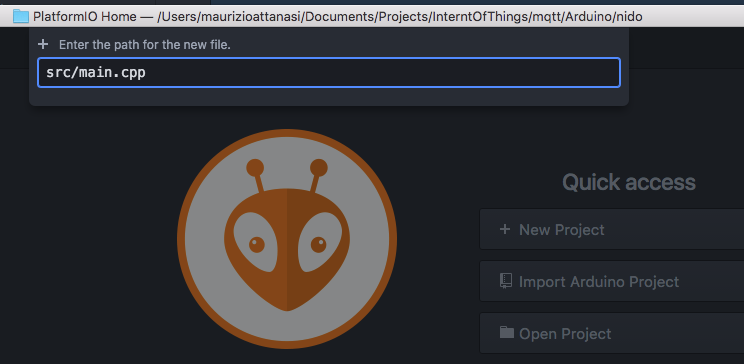 PlatformIO Home — /Users/maurizioattanasi/Documents/Projects/InterntOfThings/mqtt/Arduino/nido
Enter the path for the new file.
src/main.cpp
Quick access
New Project
Import Arduino Project
Open Project